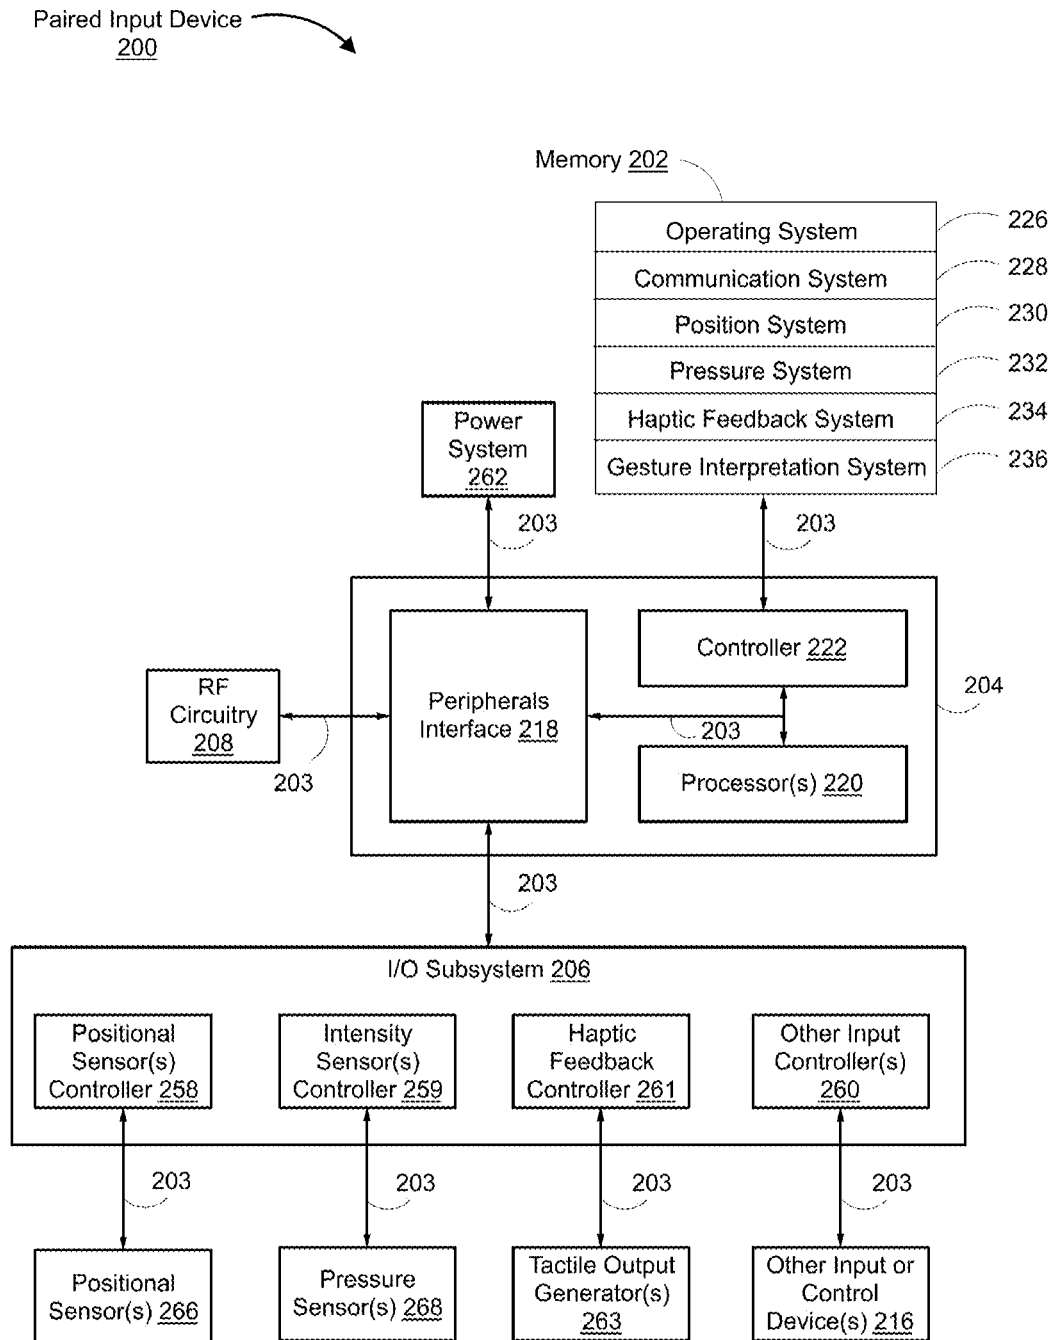 Paired Input Device
200
Memory 202
Operating System
226
Communication System
228
Position System
230
Pressure System
232
Haptic Feedback System
234
Gesture Interpretation System
236
Power
System
262
203
203
Controller 222
RF
Circuitry
208
Peripherals
Interface 218
204
203
203
Processor(s) 220
203
I/O Subsystem 206
Positional
Sensor(s)
Controller 258
Intensity
Sensor(s)
Controller 259
Haptic
Feedback
Controller 261
Other Input
Controller(s)
260
203
203
203
203
Positional
Sensor(s) 266
Pressure
Sensor(s) 268
Tactile Output
Generator(s)
263
Other Input or
Control
Device(s) 216